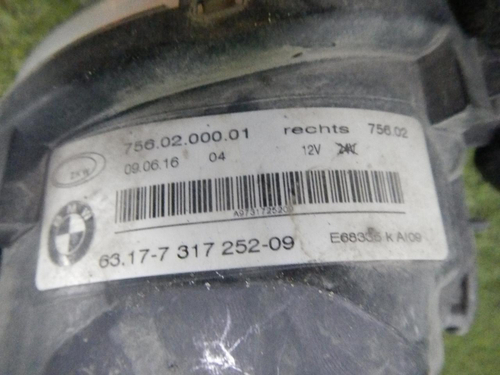 756.02.000.01 rechts 756.02
09.06.16 04 12V 24V
63.17-7 317 252-09